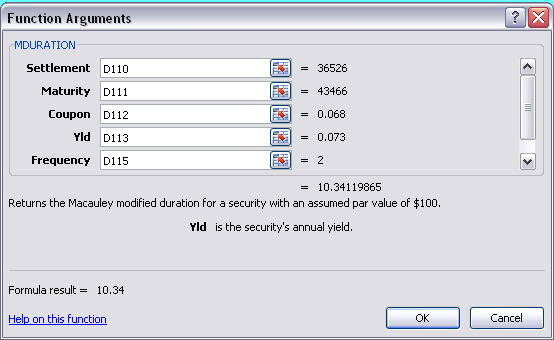 Function Arguments
MDURATION
Settlement D110 = 36526
Maturity D111 = 43466
Coupon D112 = 0.068
Yld D113 = 0.073
Frequency D115 = 2
= 10.34119865
Returns the Macauley modified duration for a security with an assumed par value of $100.
Yld is the security's annual yield.
Formula result = 10.34
Help on this function OK Cancel